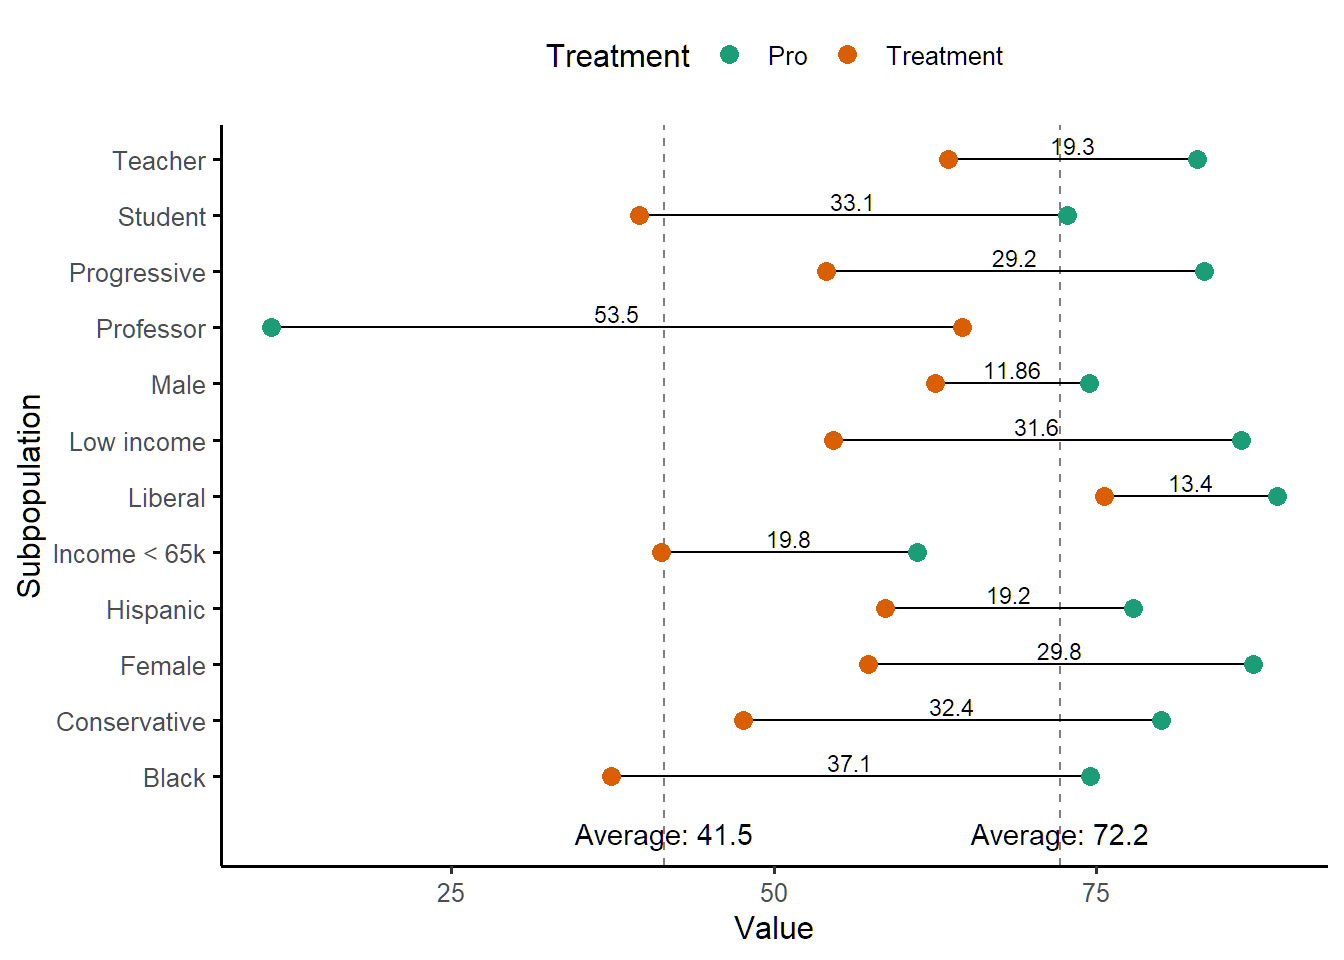 Treatment Pro Treatment
Teacher 19.3
Student 33.1
Progressive 29.2
Professor 53.5
Male 11.86
Low income 31.6
Liberal 13.4
Income < 65k 19.8
Hispanic 19.2
Female 29.8
Conservative 32.4
Black 37.1
Subpopulation
Average: 41.5 Average: 72.2
25 50 75
Value